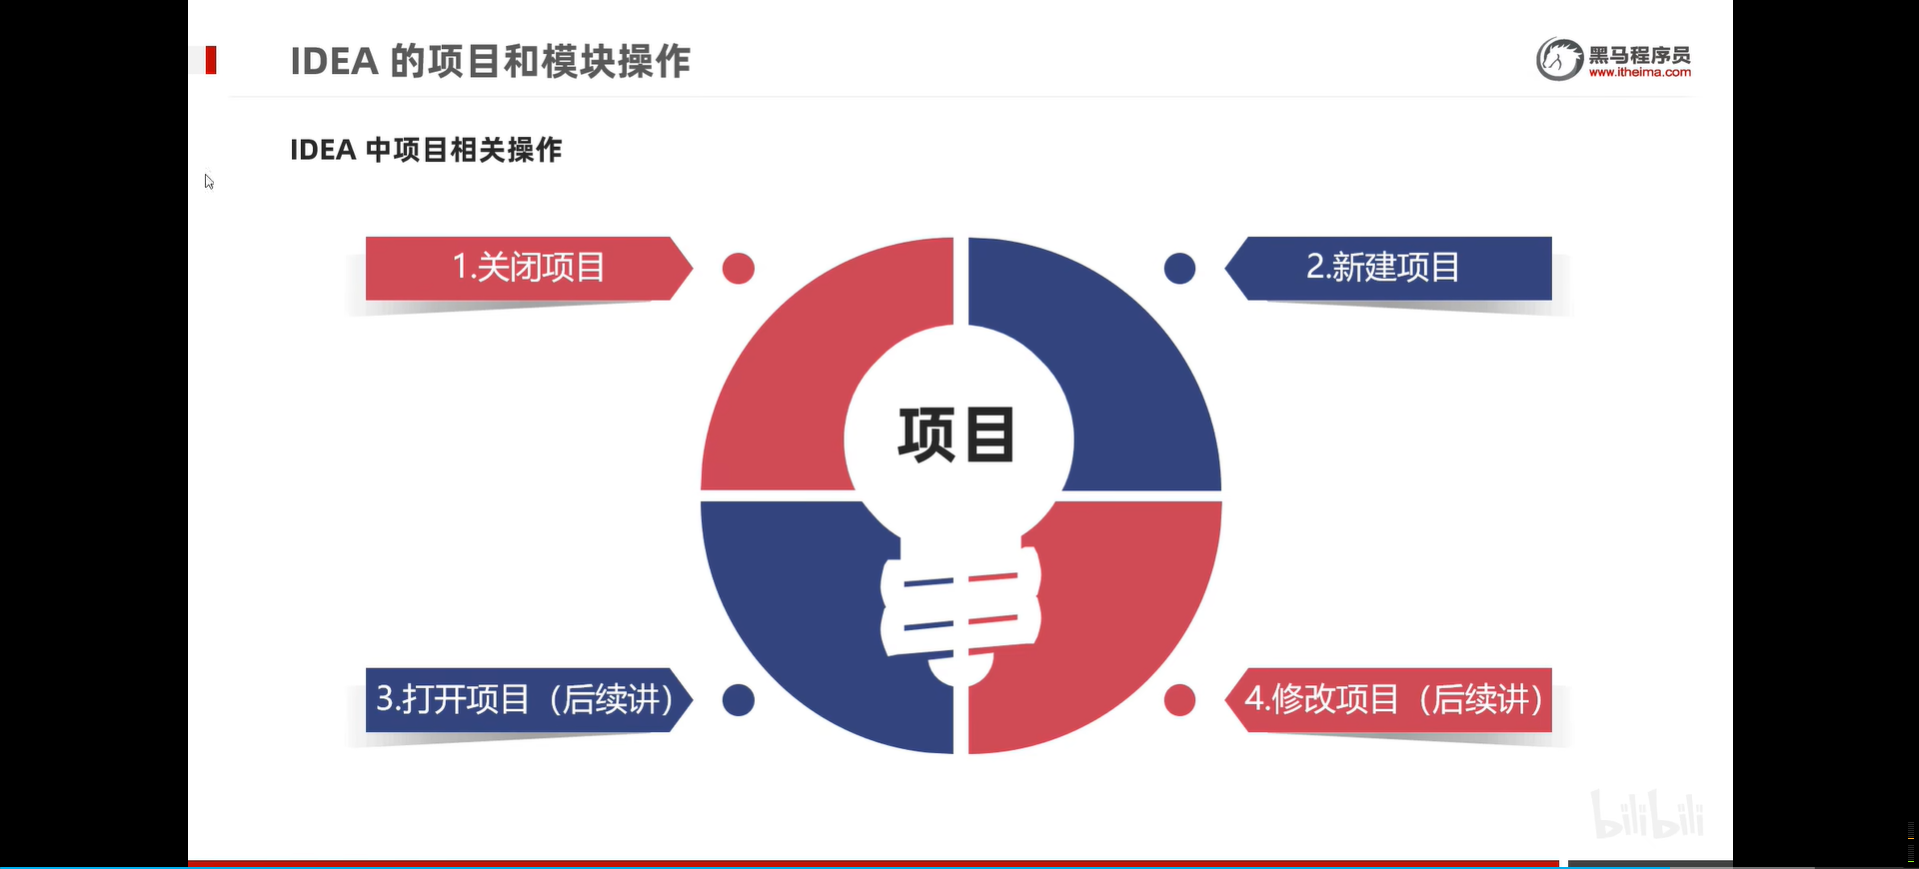 IDEA 的项目和模块操作
黑马程序员
www.itheima.com
IDEA 中项目相关操作
1.关闭项目
2.新建项目
项目
3.打开项目（后续讲）
4.修改项目（后续讲）
bilibili